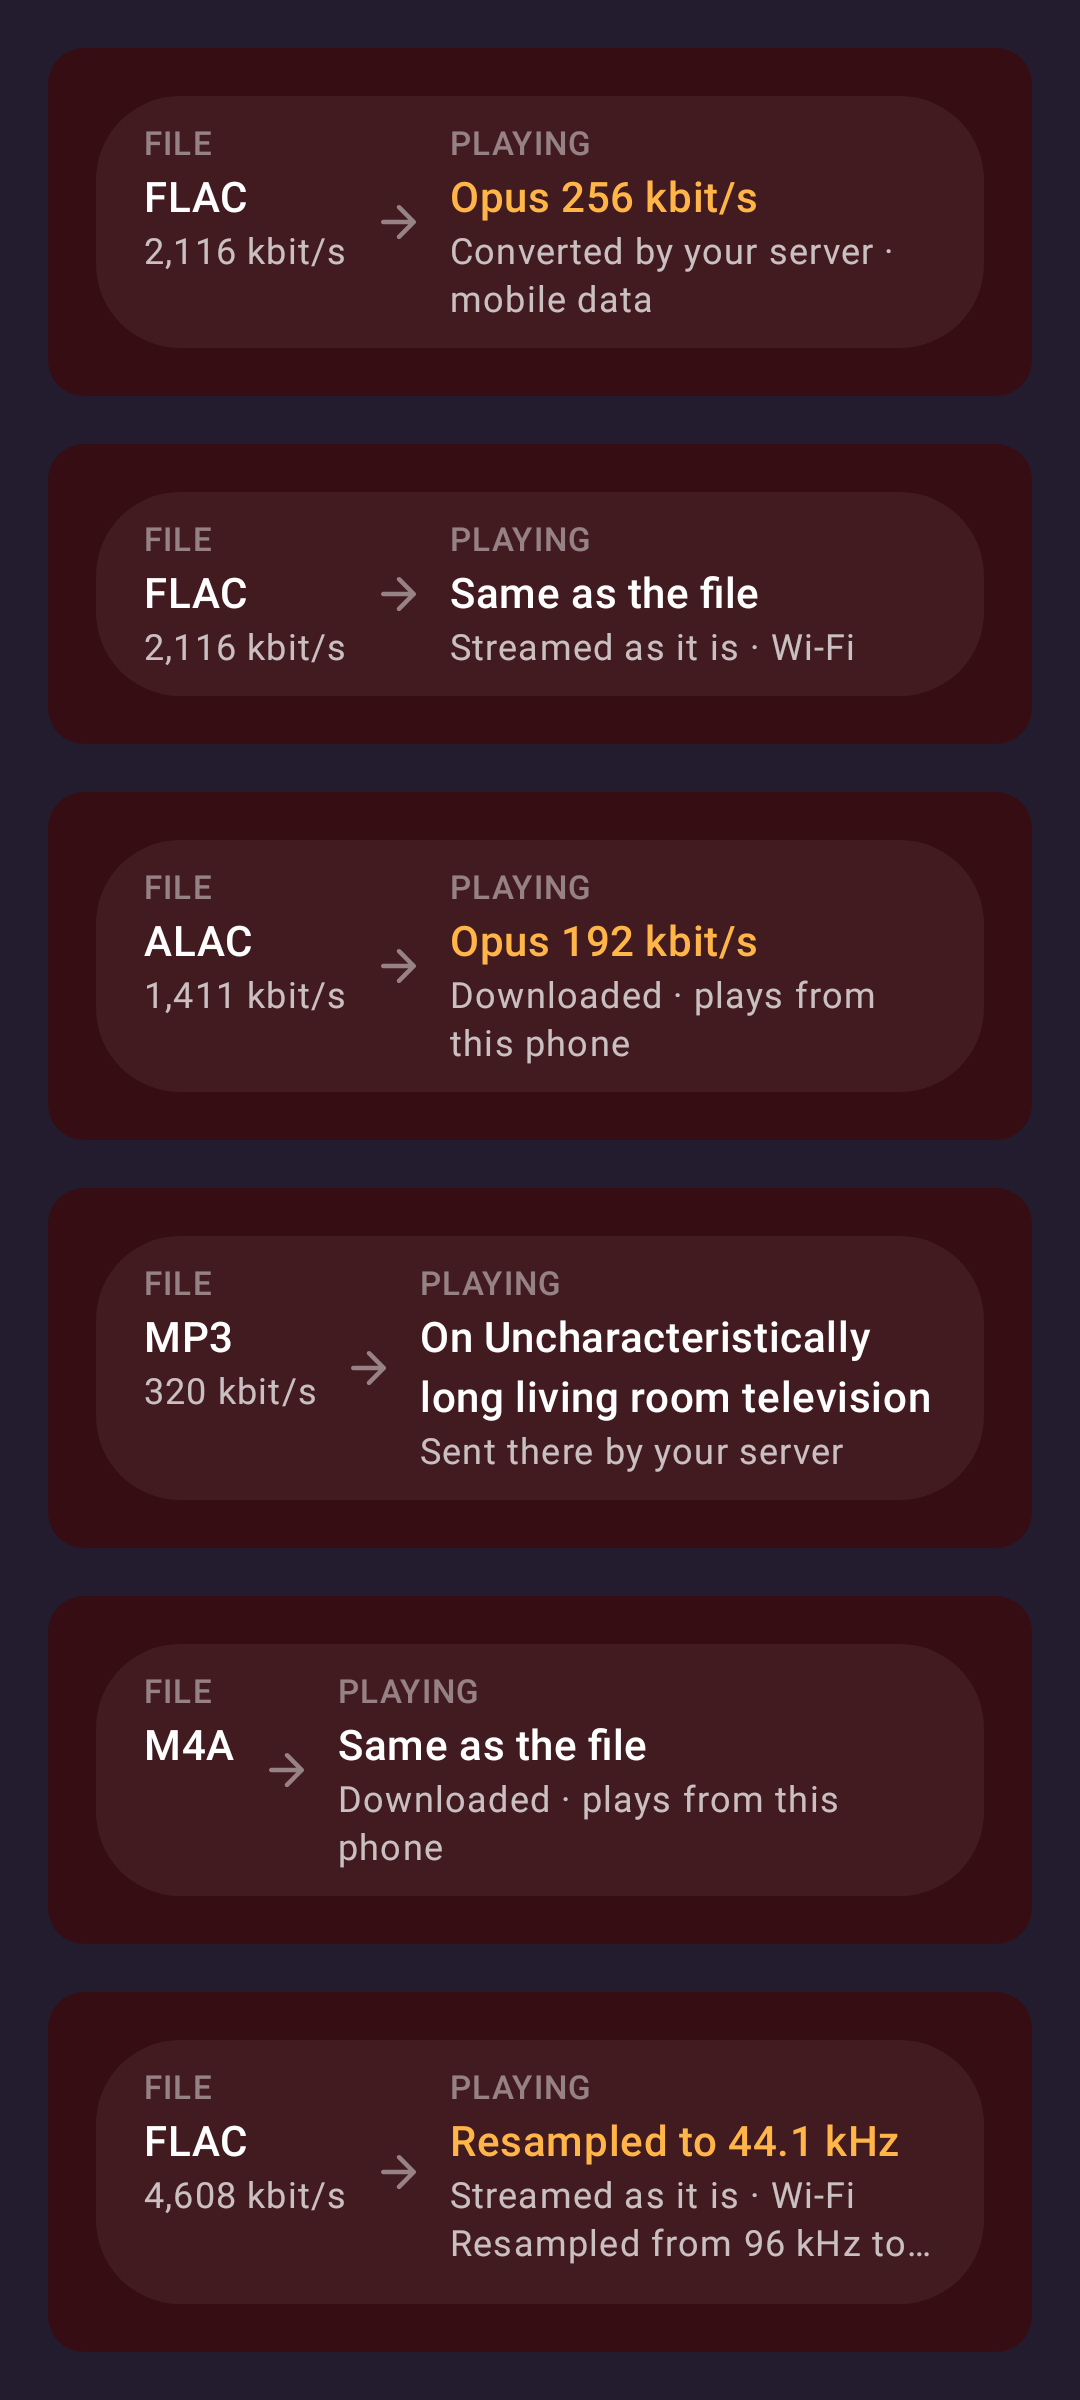 FILE
FLAC
2,116 kbit/s
PLAYING
Opus 256 kbit/s
Converted by your server ·
mobile data
FILE
FLAC
2,116 kbit/s
PLAYING
Same as the file
Streamed as it is · Wi-Fi
FILE
ALAC
1,411 kbit/s
PLAYING
Opus 192 kbit/s
Downloaded · plays from
this phone
FILE
MP3
320 kbit/s
PLAYING
On Uncharacteristically
long living room television
Sent there by your server
FILE
M4A
PLAYING
Same as the file
Downloaded · plays from this
phone
FILE
FLAC
4,608 kbit/s
PLAYING
Resampled to 44.1 kHz
Streamed as it is · Wi-Fi
Resampled from 96 kHz to…